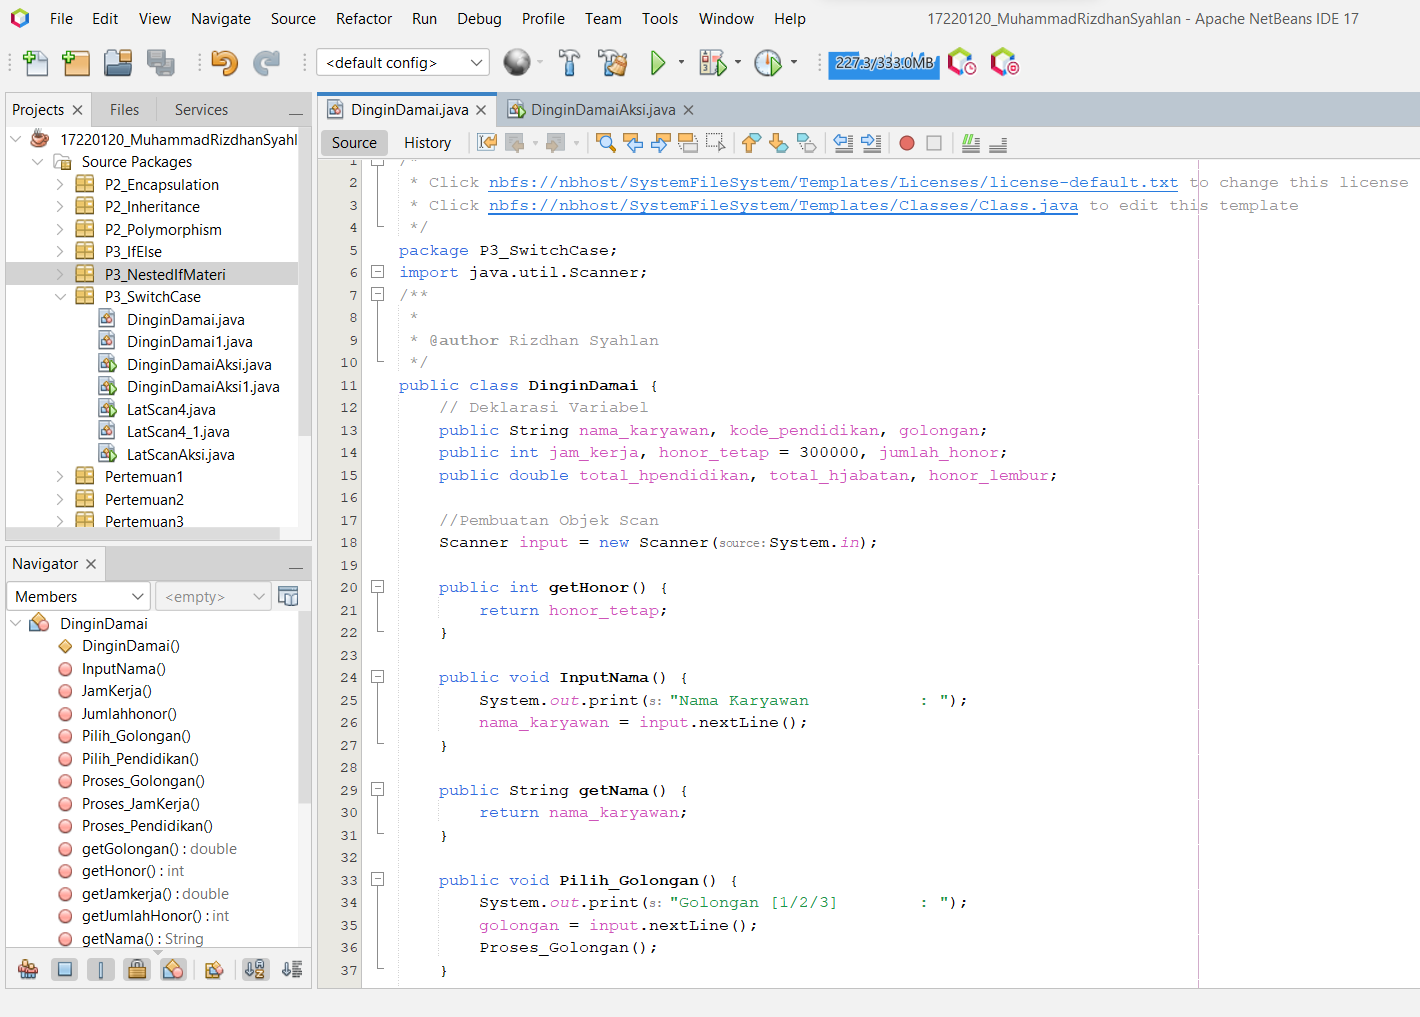 File Edit View Navigate Source Refactor Run Debug Profile Team Tools Window Help 17220120_MuhammadRizdhanSyahlan - Apache NetBeans IDE 17
<default config> 227.3/333.0MB
Projects Files Services
17220120_MuhammadRizdhanSyahl
Source Packages
P2_Encapsulation
P2_Inheritance
P2_Polymorphism
P3_IfElse
P3_NestedIfMateri
P3_SwitchCase
DinginDamai.java
DinginDamai1.java
DinginDamaiAksi.java
DinginDamaiAksi1.java
LatScan4.java
LatScan4_1.java
LatScanAksi.java
Pertemuan1
Pertemuan2
Pertemuan3
Navigator
Members <empty>
DinginDamai
DinginDamai()
InputNama()
JamKerja()
Jumlahhonor()
Pilih_Golongan()
Pilih_Pendidikan()
Proses_Golongan()
Proses_JamKerja()
Proses_Pendidikan()
getGolongan() : double
getHonor() : int
getJamkerja() : double
getJumlahHonor() : int
getNama() : String
DinginDamai.java DinginDamaiAksi.java
Source History
1 /*
2 * Click nbfs://nbhost/SystemFileSystem/Templates/Licenses/license-default.txt to change this license
3 * Click nbfs://nbhost/SystemFileSystem/Templates/Classes/Class.java to edit this template
4 */
5 package P3_SwitchCase;
6 import java.util.Scanner;
7 /**
8 *
9 * @author Rizdhan Syahlan
10 */
11 public class DinginDamai {
12 // Deklarasi Variabel
13 public String nama_karyawan, kode_pendidikan, golongan;
14 public int jam_kerja, honor_tetap = 300000, jumlah_honor;
15 public double total_hpendidikan, total_hjabatan, honor_lembur;
16
17 //Pembuatan Objek Scan
18 Scanner input = new Scanner(source:System.in);
19
20 public int getHonor() {
21 return honor_tetap;
22 }
23
24 public void InputNama() {
25 System.out.print(s:"Nama Karyawan : ");
26 nama_karyawan = input.nextLine();
27 }
28
29 public String getNama() {
30 return nama_karyawan;
31 }
32
33 public void Pilih_Golongan() {
34 System.out.print(s:"Golongan [1/2/3] : ");
35 golongan = input.nextLine();
36 Proses_Golongan();
37 }